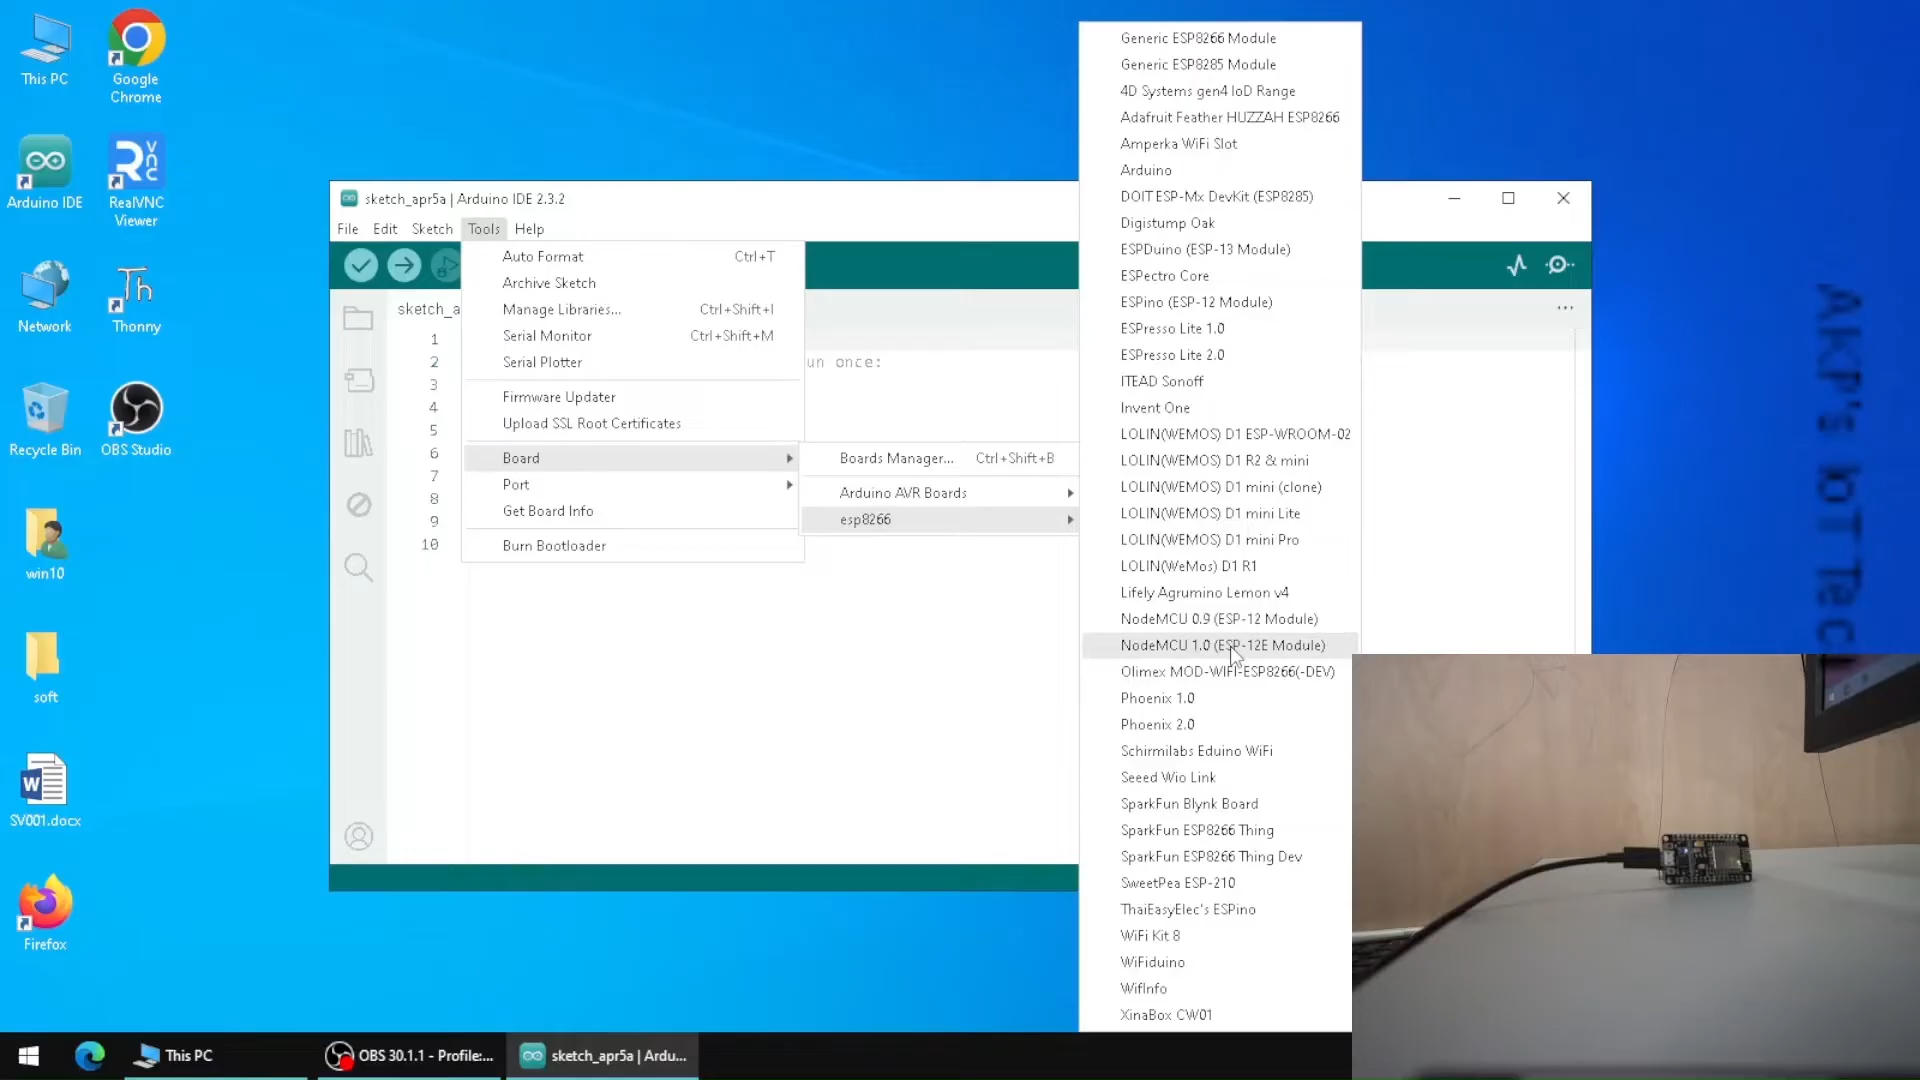 This PC
Google
Chrome
Arduino IDE
RealVNC
Viewer
Network
Thonny
Recycle Bin
OBS Studio
win10
soft
SV001.docx
Firefox
sketch_apr5a | Arduino IDE 2.3.2
File Edit Sketch Tools Help
sketch_a
1
2
3
4
5
6
7
8
9
10
un once:
Auto Format Ctrl+T
Archive Sketch
Manage Libraries... Ctrl+Shift+I
Serial Monitor Ctrl+Shift+M
Serial Plotter
Firmware Updater
Upload SSL Root Certificates
Board
Port
Get Board Info
Burn Bootloader
Boards Manager... Ctrl+Shift+B
Arduino AVR Boards
esp8266
Generic ESP8266 Module
Generic ESP8285 Module
4D Systems gen4 IoD Range
Adafruit Feather HUZZAH ESP8266
Amperka WiFi Slot
Arduino
DOIT ESP-Mx DevKit (ESP8285)
Digistump Oak
ESPDuino (ESP-13 Module)
ESPectro Core
ESPino (ESP-12 Module)
ESPresso Lite 1.0
ESPresso Lite 2.0
ITEAD Sonoff
Invent One
LOLIN(WEMOS) D1 ESP-WROOM-02
LOLIN(WEMOS) D1 R2 & mini
LOLIN(WEMOS) D1 mini (clone)
LOLIN(WEMOS) D1 mini Lite
LOLIN(WEMOS) D1 mini Pro
LOLIN(WeMos) D1 R1
Lifely Agrumino Lemon v4
NodeMCU 0.9 (ESP-12 Module)
NodeMCU 1.0 (ESP-12E Module)
Olimex MOD-WIFI-ESP8266(-DEV)
Phoenix 1.0
Phoenix 2.0
Schirmilabs Eduino WiFi
Seeed Wio Link
SparkFun Blynk Board
SparkFun ESP8266 Thing
SparkFun ESP8266 Thing Dev
SweetPea ESP-210
ThaiEasyElec's ESPino
WiFi Kit 8
WiFiduino
WifInfo
XinaBox CW01
AKP's IoT Tac
This PC
OBS 30.1.1 - Profile:...
sketch_apr5a | Ardu...